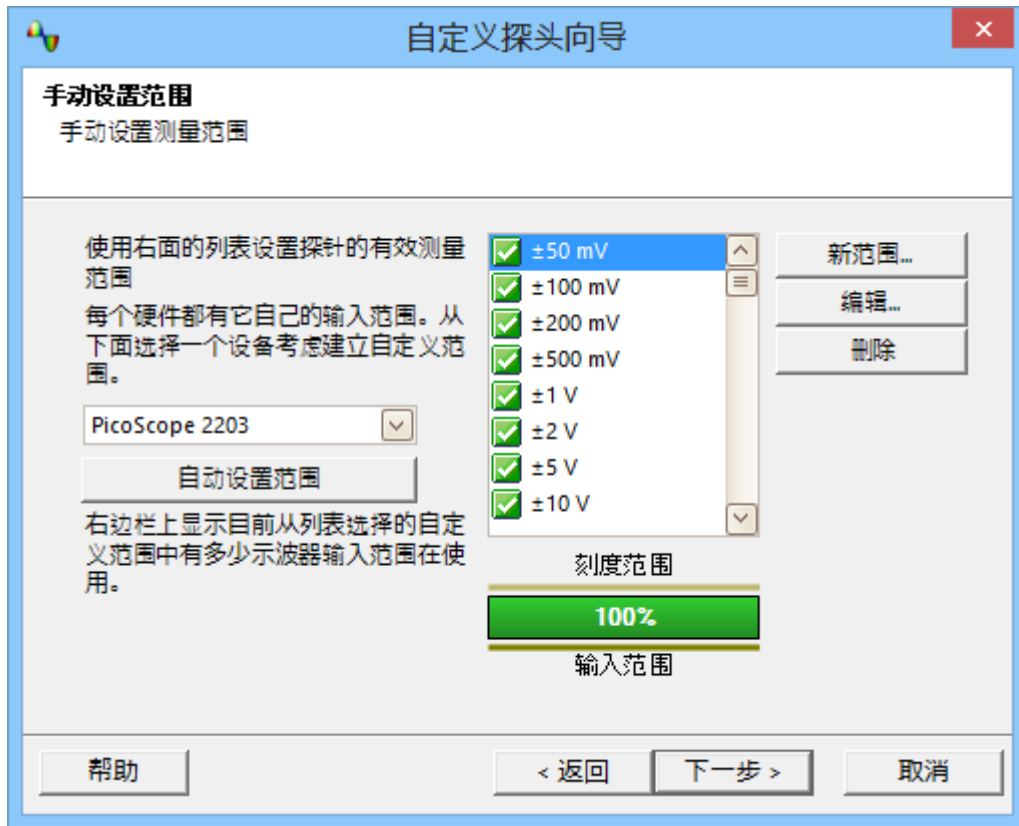 自定义探头向导
手动设置范围
手动设置测量范围
使用右面的列表设置探针的有效测量
范围
每个硬件都有它自己的输入范围。从
下面选择一个设备考虑建立自定义范
围。
PicoScope 2203
自动设置范围
右边栏上显示目前从列表选择的自定
义范围中有多少示波器输入范围在使
用。
±50 mV
±100 mV
±200 mV
±500 mV
±1 V
±2 V
±5 V
±10 V
刻度范围
100%
输入范围
新范围...
编辑...
删除
帮助
< 返回
下一步 >
取消